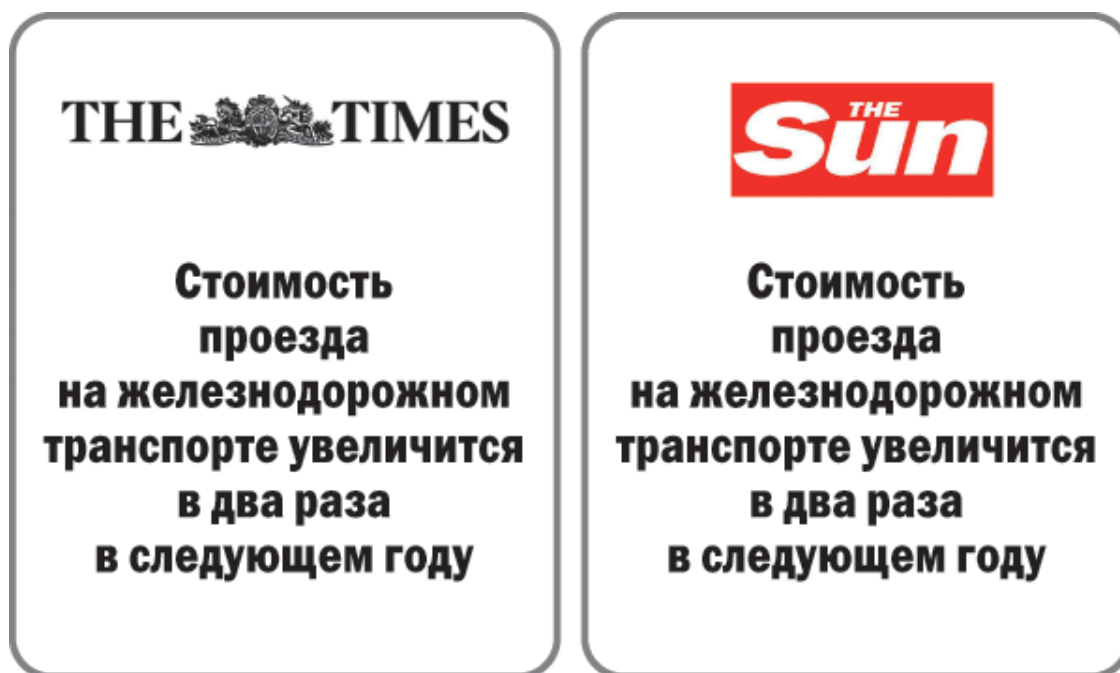 THE TIMES
Стоимость
проезда
на железнодорожном
транспорте увеличится
в два раза
в следующем году
THE
Sun
Стоимость
проезда
на железнодорожном
транспорте увеличится
в два раза
в следующем году